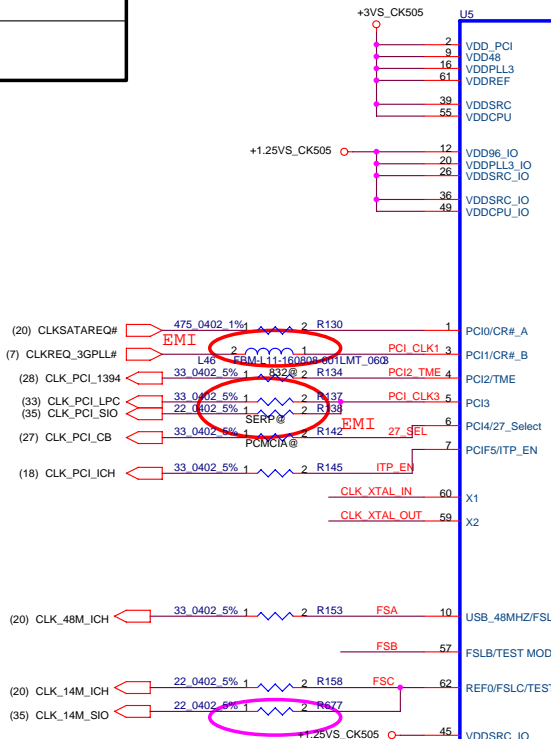 +3VS_CK505
U5
2 VDD_PCI
9 VDD48
16 VDDPLL3
61 VDDREF
39 VDDSRC
55 VDDCPU
+1.25VS_CK505
12 VDD96_IO
20 VDDPLL3_IO
26 VDDSRC_IO
36 VDDSRC_IO
49 VDDCPU_IO
(20) CLKSATAREQ# 475_0402_1% 1 2 R130 1 PCI0/CR#_A
EMI
(7) CLKREQ_3GPLL# 2 1 PCI_CLK1 3 PCI1/CR#_B
L46 FBM-L11-160808-601LMT_0603
832@
(28) CLK_PCI_1394 33_0402_5% 1 2 R134 PCI2_TME 4 PCI2/TME
(33) CLK_PCI_LPC 33_0402_5% 1 2 R137 PCI_CLK3 5 PCI3
(35) CLK_PCI_SIO 22_0402_5% 1 2 R138
SERP@
EMI
6 PCI4/27_Select
(27) CLK_PCI_CB 33_0402_5% 1 2 R142 27_SEL
PCMCIA@
7 PCIF5/ITP_EN
(18) CLK_PCI_ICH 33_0402_5% 1 2 R145 ITP_EN
CLK_XTAL_IN 60 X1
CLK_XTAL_OUT 59 X2
(20) CLK_48M_ICH 33_0402_5% 1 2 R153 FSA 10 USB_48MHZ/FSL
FSB 57 FSLB/TEST MOD
(20) CLK_14M_ICH 22_0402_5% 1 2 R158 FSC 62 REF0/FSLC/TEST
(35) CLK_14M_SIO 22_0402_5% 1 2 R677
+1.25VS_CK505 45 VDDSRC_IO